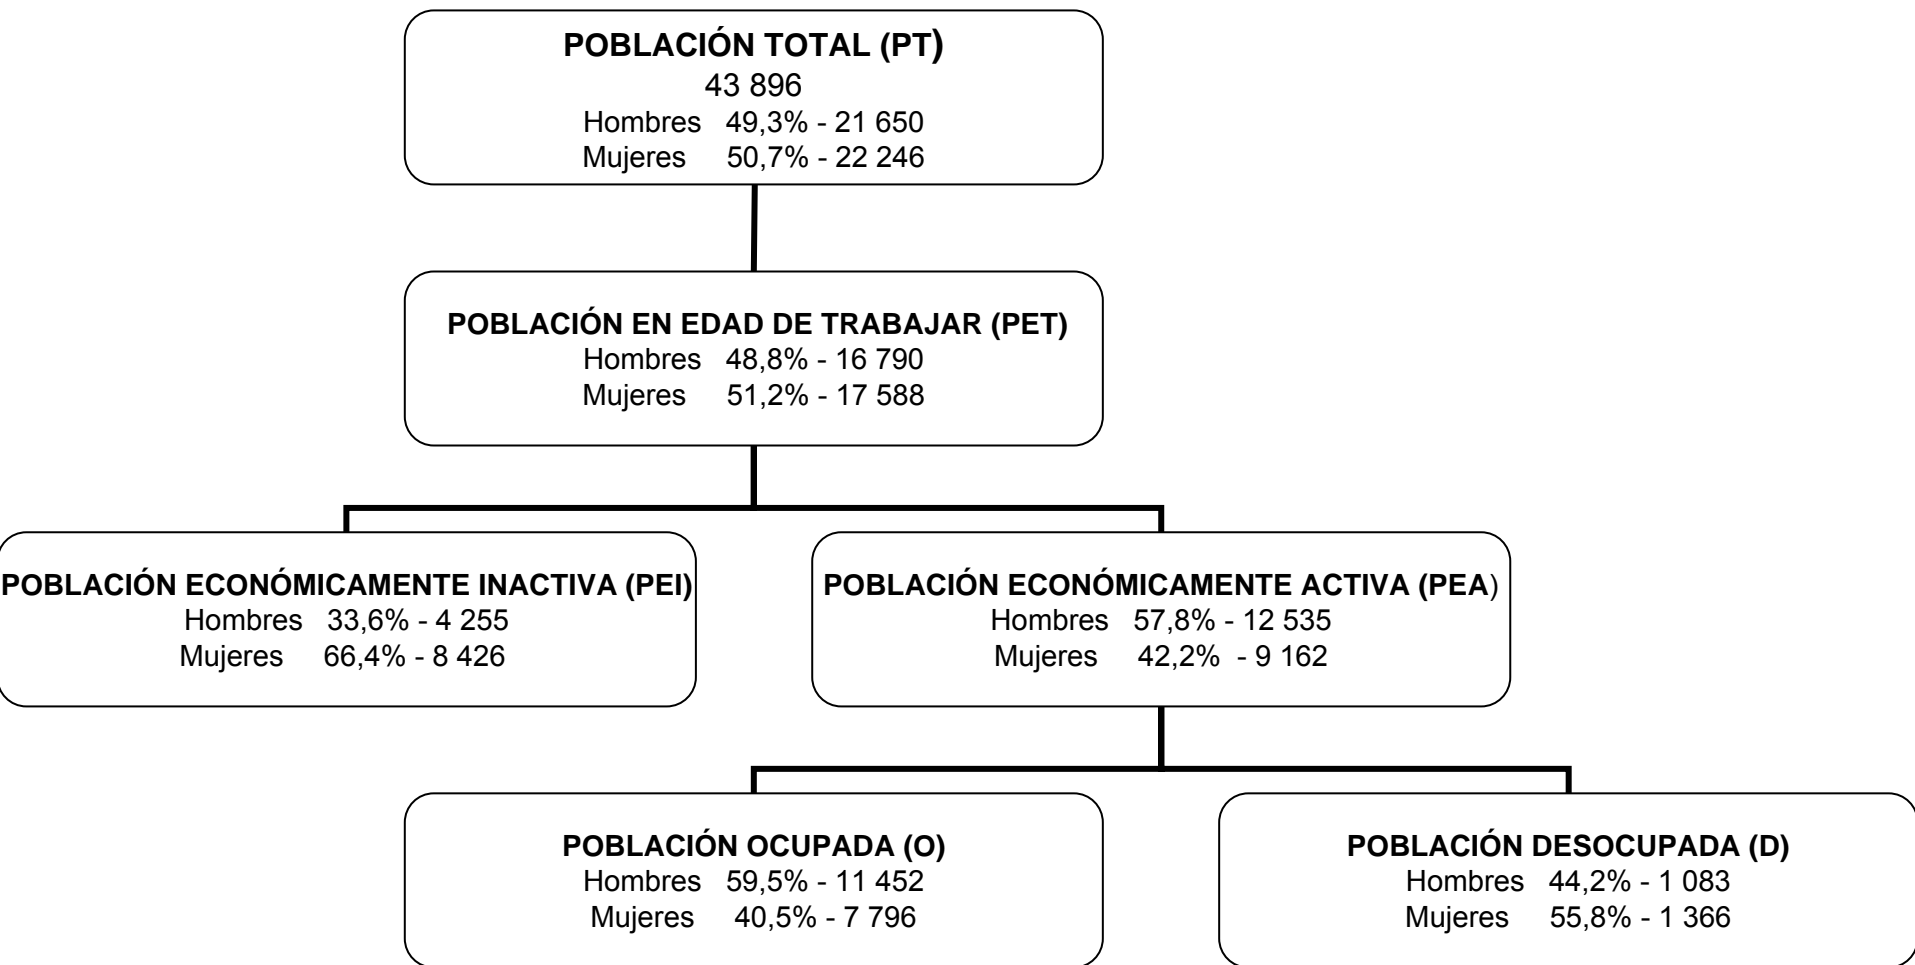 POBLACIÓN TOTAL (PT)
43 896
Hombres 49,3% - 21 650
Mujeres 50,7% - 22 246
POBLACIÓN EN EDAD DE TRABAJAR (PET)
Hombres 48,8% - 16 790
Mujeres 51,2% - 17 588
POBLACIÓN ECONÓMICAMENTE INACTIVA (PEI)
Hombres 33,6% - 4 255
Mujeres 66,4% - 8 426
POBLACIÓN ECONÓMICAMENTE ACTIVA (PEA)
Hombres 57,8% - 12 535
Mujeres 42,2% - 9 162
POBLACIÓN OCUPADA (O)
Hombres 59,5% - 11 452
Mujeres 40,5% - 7 796
POBLACIÓN DESOCUPADA (D)
Hombres 44,2% - 1 083
Mujeres 55,8% - 1 366